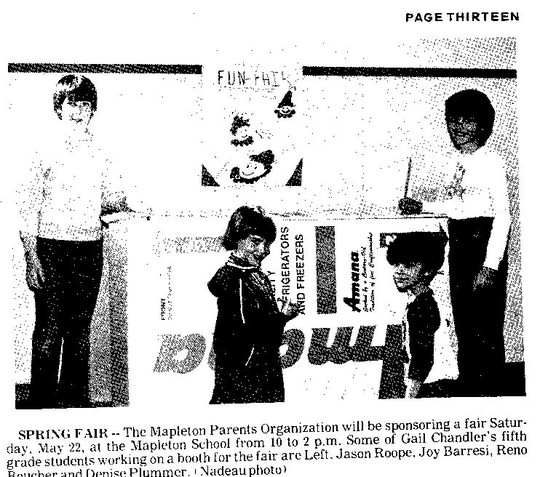 PAGE THIRTEEN
FUN-FAIR
REFRIGERATORS
AND FREEZERS
Amana
Amana
SPRING FAIR -- The Mapleton Parents Organization will be sponsoring a fair Satur-
day, May 22, at the Mapleton School from 10 to 2 p.m. Some of Gail Chandler's fifth
grade students working on a booth for the fair are Left, Jason Roope, Joy Barresi, Reno
Boucher and Denise Plummer. (Nadeau photo)